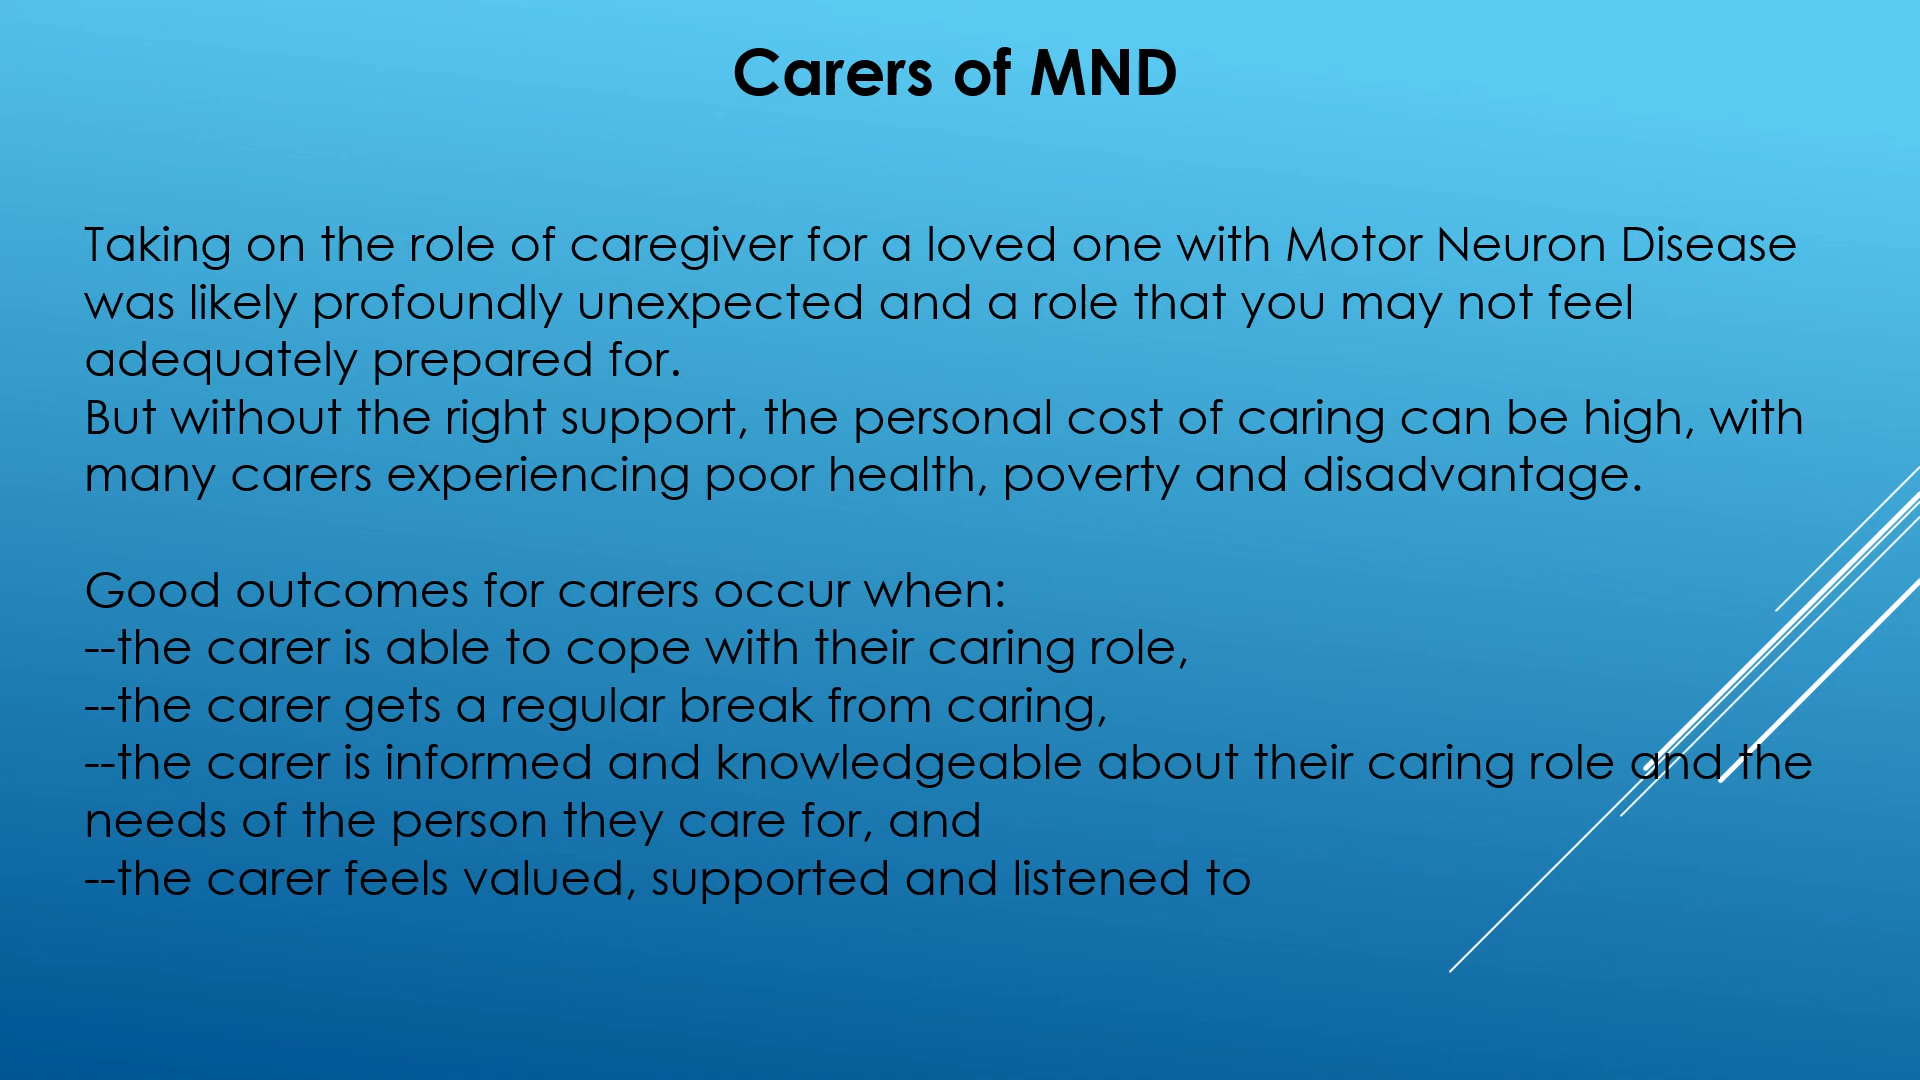 Carers of MND
Taking on the role of caregiver for a loved one with Motor Neuron Disease
was likely profoundly unexpected and a role that you may not feel
adequately prepared for.
But without the right support, the personal cost of caring can be high, with
many carers experiencing poor health, poverty and disadvantage.
Good outcomes for carers occur when:
--the carer is able to cope with their caring role,
--the carer gets a regular break from caring,
--the carer is informed and knowledgeable about their caring role and the
needs of the person they care for, and
--the carer feels valued, supported and listened to